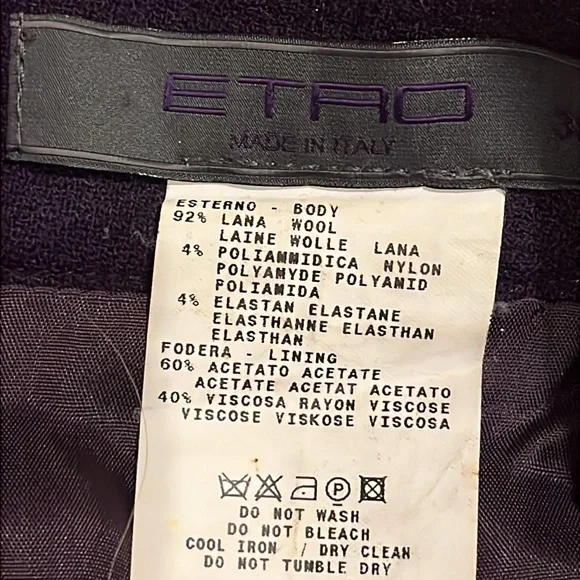 ETRO
MADE IN ITALY
ESTERNO - BODY
92% LANA WOOL
LAINE WOLLE LANA
4% POLIAMMIDICA NYLON
POLYAMYDE POLYAMID
POLIAMIDA
4% ELASTAN ELASTANE
ELASTHANNE ELASTHAN
ELASTHAN
FODERA - LINING
60% ACETATO ACETATE
ACETATE ACETAT ACETATO
40% VISCOSA RAYON VISCOSE
VISCOSE VISKOSE VISCOSA
P
DO NOT WASH
DO NOT BLEACH
COOL IRON / DRY CLEAN
DO NOT TUMBLE DRY